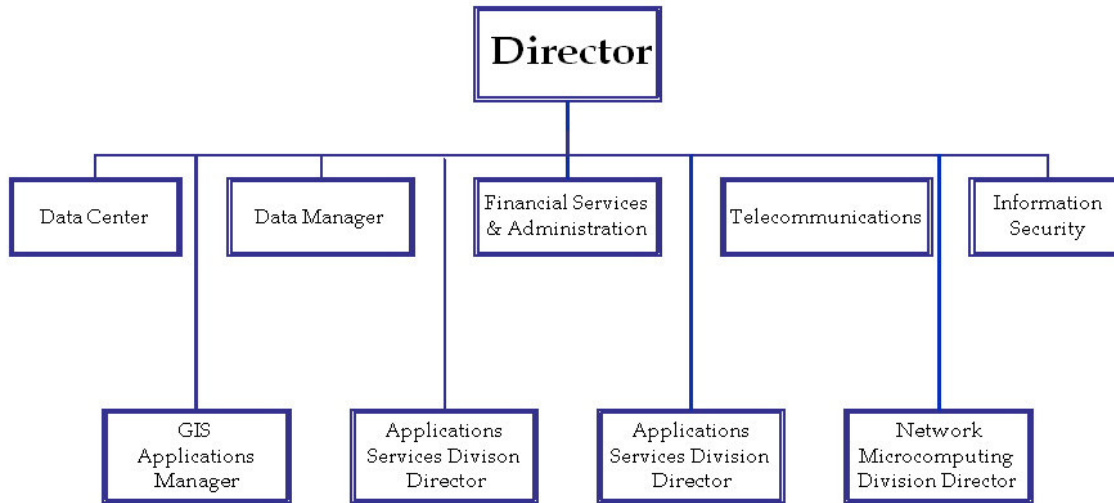 Director
Data Center
Data Manager
Financial Services
& Administration
Telecommunications
Information
Security
GIS
Applications
Manager
Applications
Services Divison
Director
Applications
Services Division
Director
Network
Microcomputing
Division Director